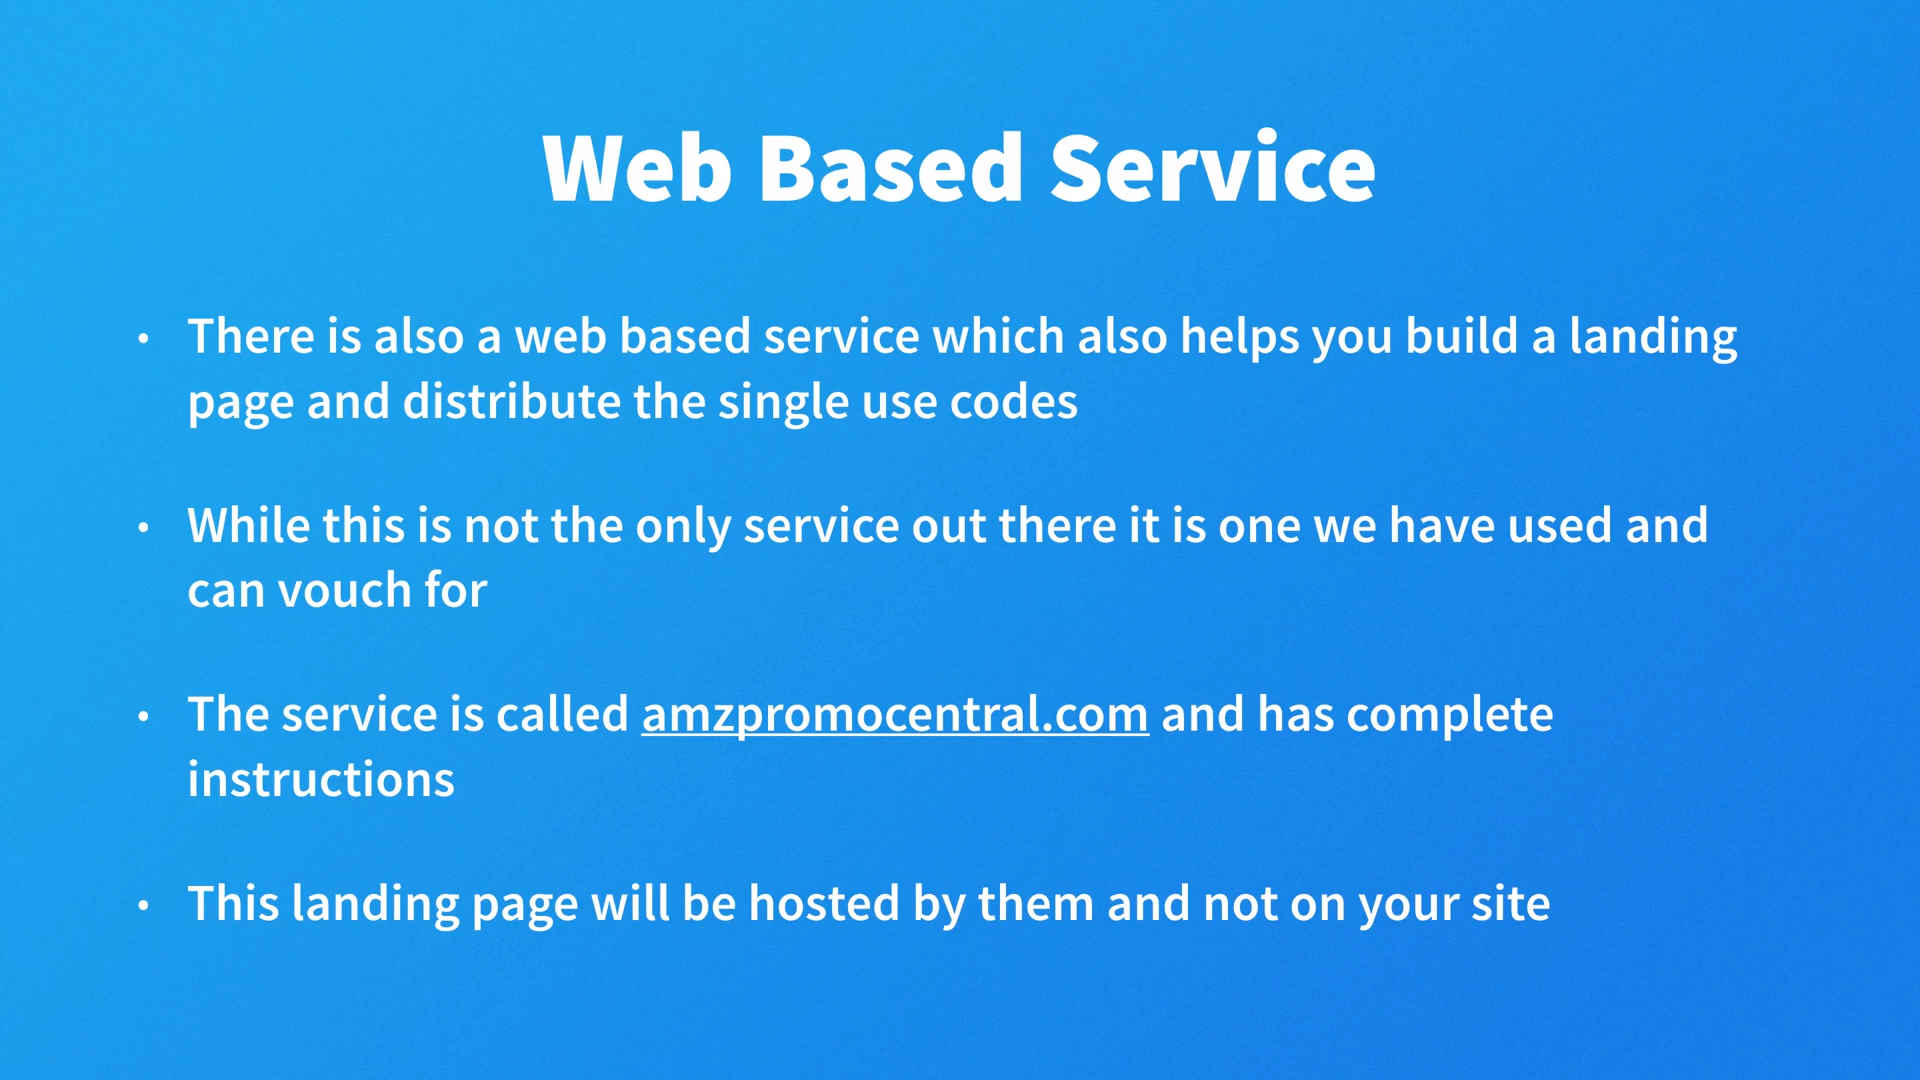 Web Based Service
• There is also a web based service which also helps you build a landing
page and distribute the single use codes
• While this is not the only service out there it is one we have used and
can vouch for
• The service is called amzpromocentral.com and has complete
instructions
• This landing page will be hosted by them and not on your site